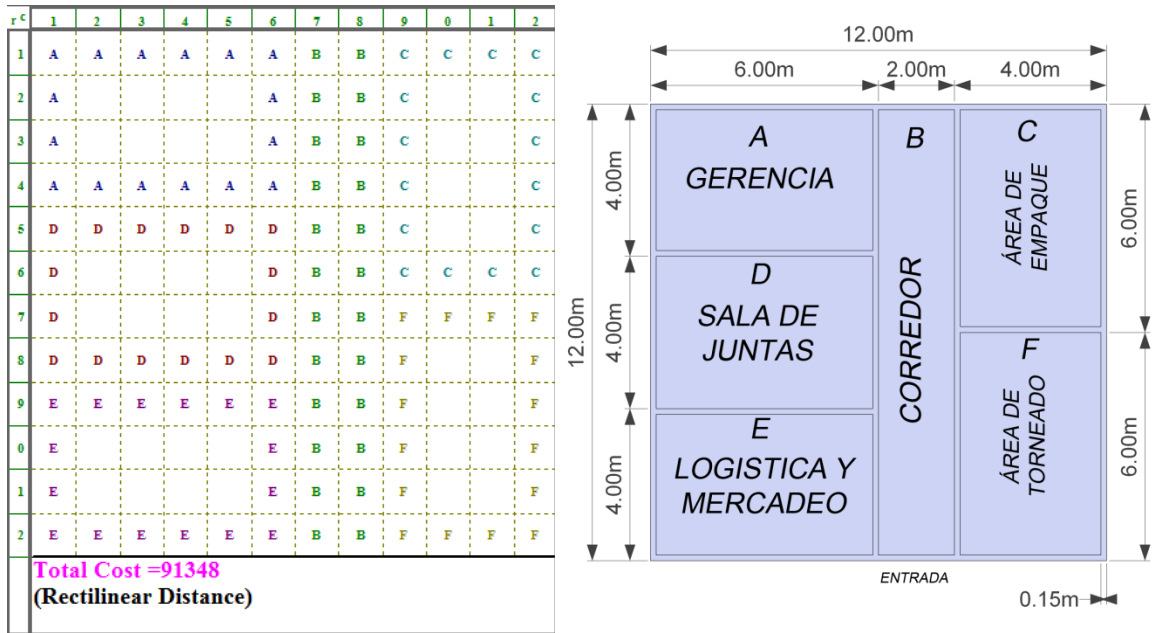 r c 1 2 3 4 5 6 7 8 9 0 1 2
1 A A A A A A B B C C C C
2 A A B B C C
3 A A B B C C
4 A A A A A A B B C C
5 D D D D D D B B C C
6 D D B B C C C C
7 D D B B F F F F
8 D D D D D D B B F F
9 E E E E E E B B F F
0 E E B B F F
1 E E B B F F
2 E E E E E E B B F F F F
Total Cost =91348
(Rectilinear Distance)
12.00m
6.00m 2.00m 4.00m
12.00m
4.00m
4.00m
4.00m
A
GERENCIA
D
SALA DE
JUNTAS
E
LOGISTICA Y
MERCADEO
B
CORREDOR
C
ÁREA DE
EMPAQUE
F
ÁREA DE
TORNEADO
6.00m
6.00m
ENTRADA
0.15m